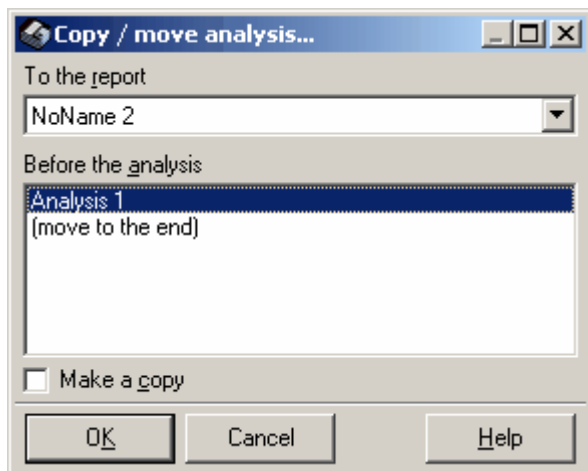 Copy / move analysis...
To the report
NoName 2
Before the analysis
Analysis 1
(move to the end)
Make a copy
OK Cancel Help